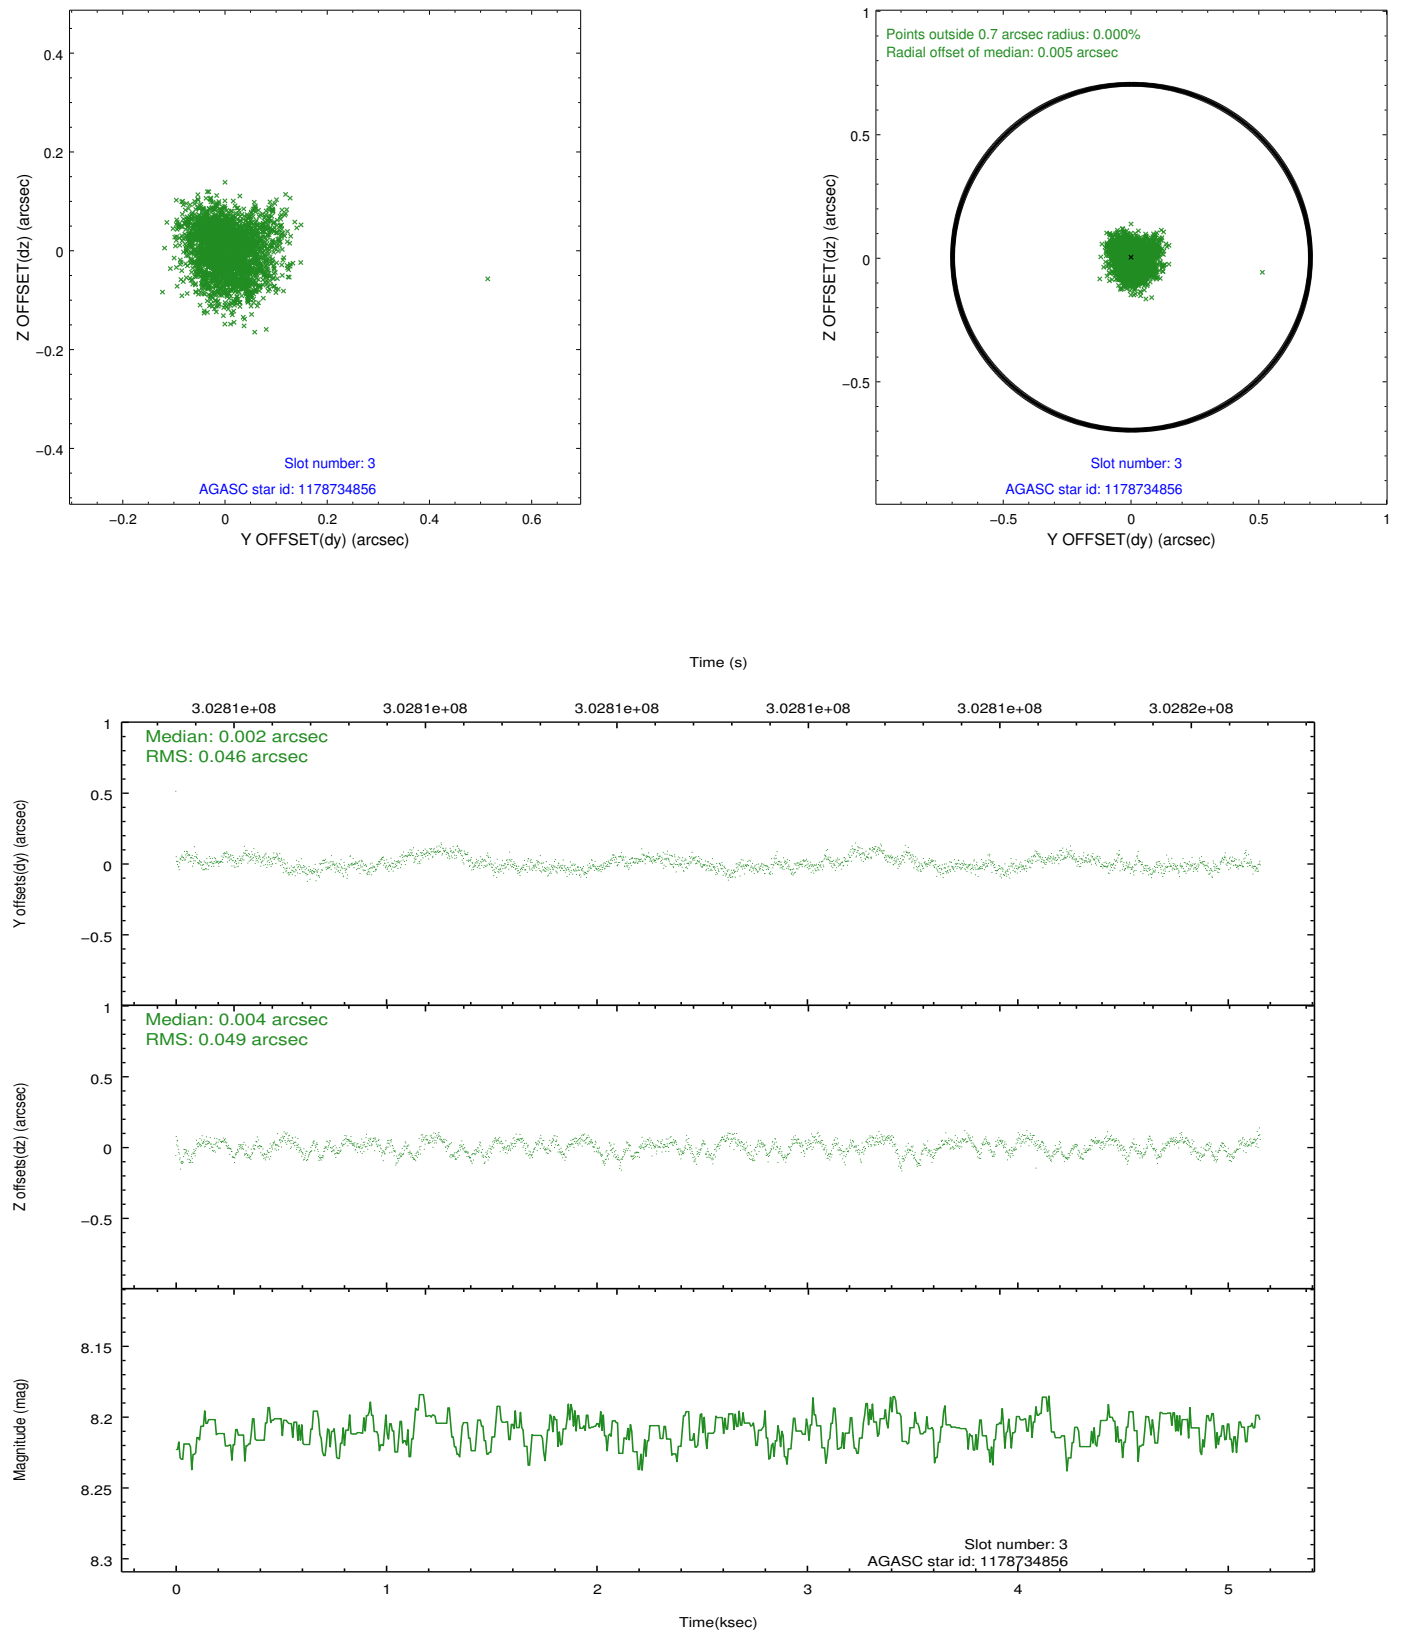 0.4
0.2
0
−0.2
−0.4
Z OFFSET(dz) (arcsec)
Slot number: 3
AGASC star id: 1178734856
−0.2 0 0.2 0.4 0.6
Y OFFSET(dy) (arcsec)
1
0.5
0
−0.5
Z OFFSET(dz) (arcsec)
Points outside 0.7 arcsec radius: 0.000%
Radial offset of median: 0.005 arcsec
Slot number: 3
AGASC star id: 1178734856
−0.5 0 0.5 1
Y OFFSET(dy) (arcsec)
Time (s)
3.0281e+08 3.0281e+08 3.0281e+08 3.0281e+08 3.0281e+08 3.0282e+08
1
0.5
0
−0.5
Y offsets(dy) (arcsec)
Median: 0.002 arcsec
RMS: 0.046 arcsec
1
0.5
0
−0.5
Z offsets(dz) (arcsec)
Median: 0.004 arcsec
RMS: 0.049 arcsec
8.15
8.2
8.25
8.3
Magnitude (mag)
Slot number: 3
AGASC star id: 1178734856
0 1 2 3 4 5
Time(ksec)